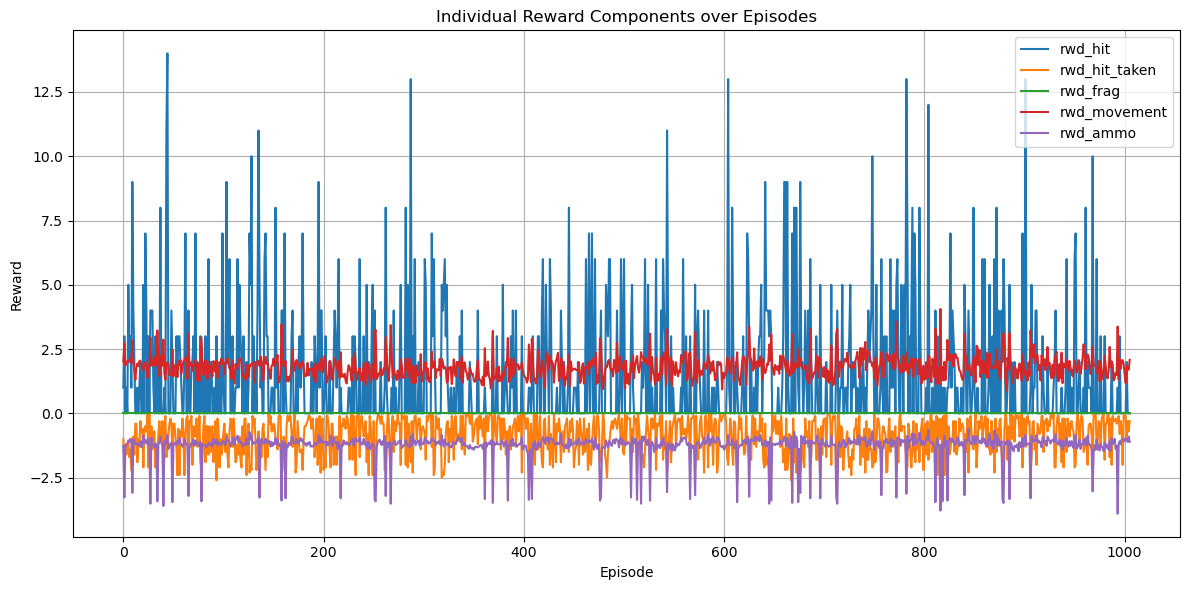 Individual Reward Components over Episodes
rwd_hit
rwd_hit_taken
rwd_frag
rwd_movement
rwd_ammo
12.5
10.0
7.5
5.0
2.5
0.0
−2.5
Reward
0
200
400
600
800
1000
Episode